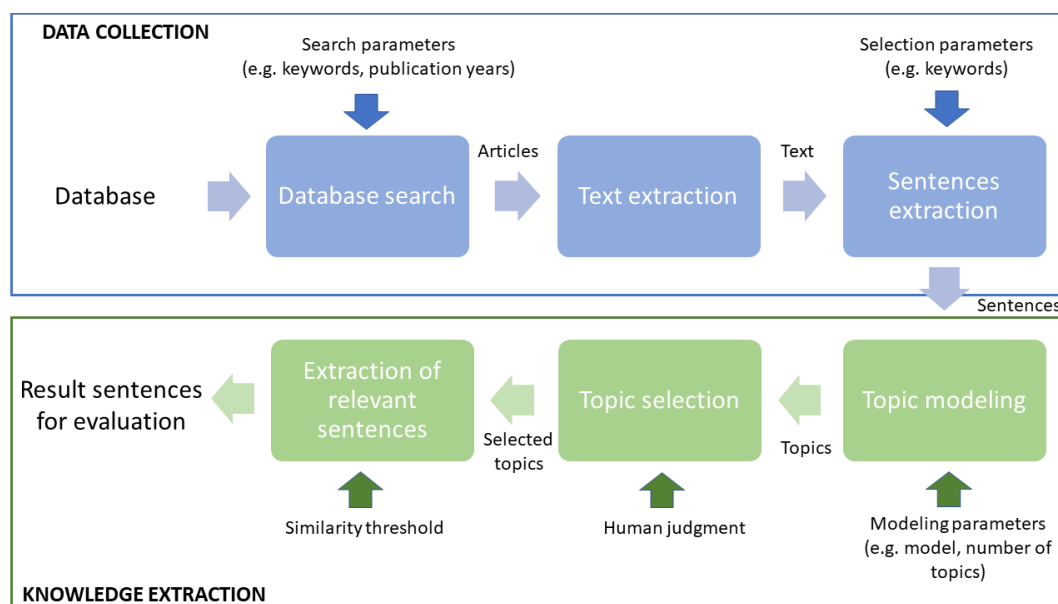 DATA COLLECTION
Search parameters
(e.g. keywords, publication years)
Selection parameters
(e.g. keywords)
Database
Database search
Articles
Text extraction
Text
Sentences
extraction
Sentences
Result sentences
for evaluation
Extraction of
relevant
sentences
Selected
topics
Topic selection
Topics
Topic modeling
Similarity threshold
Human judgment
Modeling parameters
(e.g. model, number of
topics)
KNOWLEDGE EXTRACTION